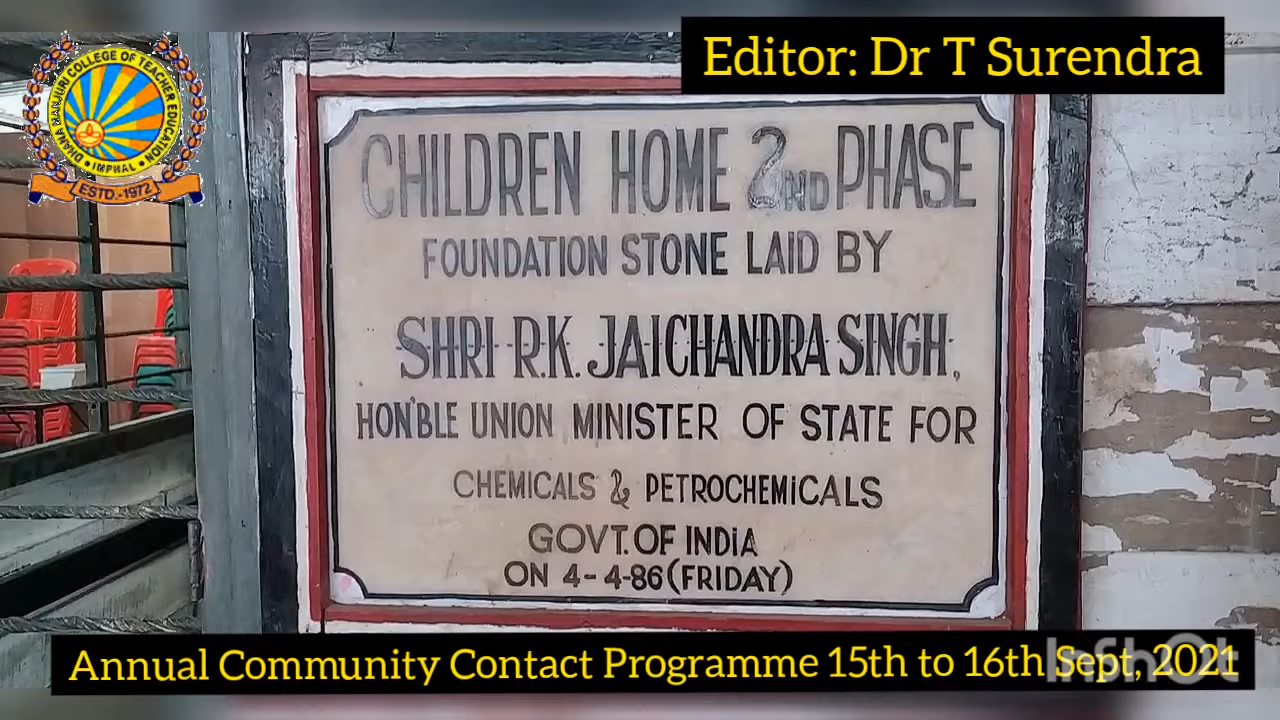 Editor: Dr T Surendra
DHANAMANJURI COLLEGE OF TEACHER EDUCATION
IMPHAL
ESTD.-1972
CHILDREN HOME 2ND PHASE
FOUNDATION STONE LAID BY
SHRI R.K. JAICHANDRA SINGH,
HON'BLE UNION MINISTER OF STATE FOR
CHEMICALS & PETROCHEMICALS
GOVT. OF INDIA
ON 4-4-86 (FRIDAY)
Annual Community Contact Programme 15th to 16th Sept, 2021
InShot